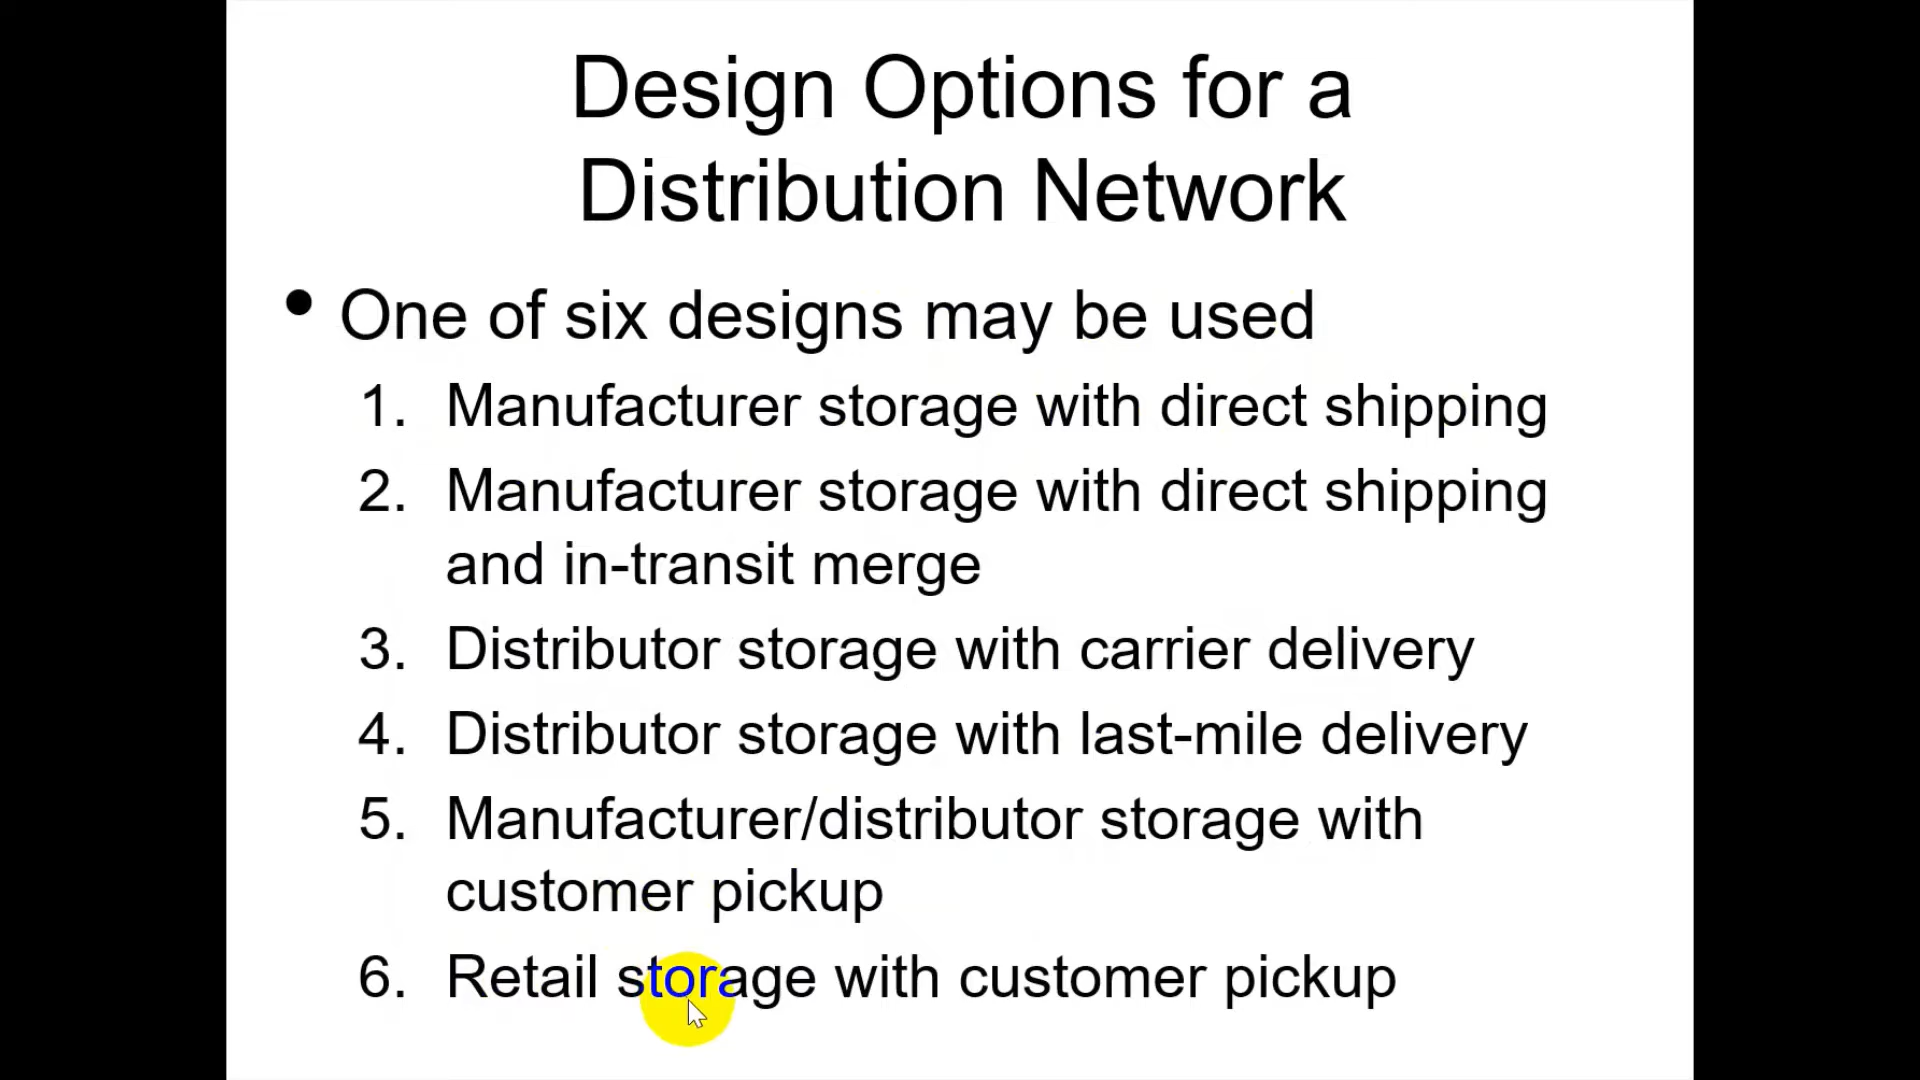 Design Options for a
Distribution Network
• One of six designs may be used
1. Manufacturer storage with direct shipping
2. Manufacturer storage with direct shipping
and in-transit merge
3. Distributor storage with carrier delivery
4. Distributor storage with last-mile delivery
5. Manufacturer/distributor storage with
customer pickup
6. Retail storage with customer pickup